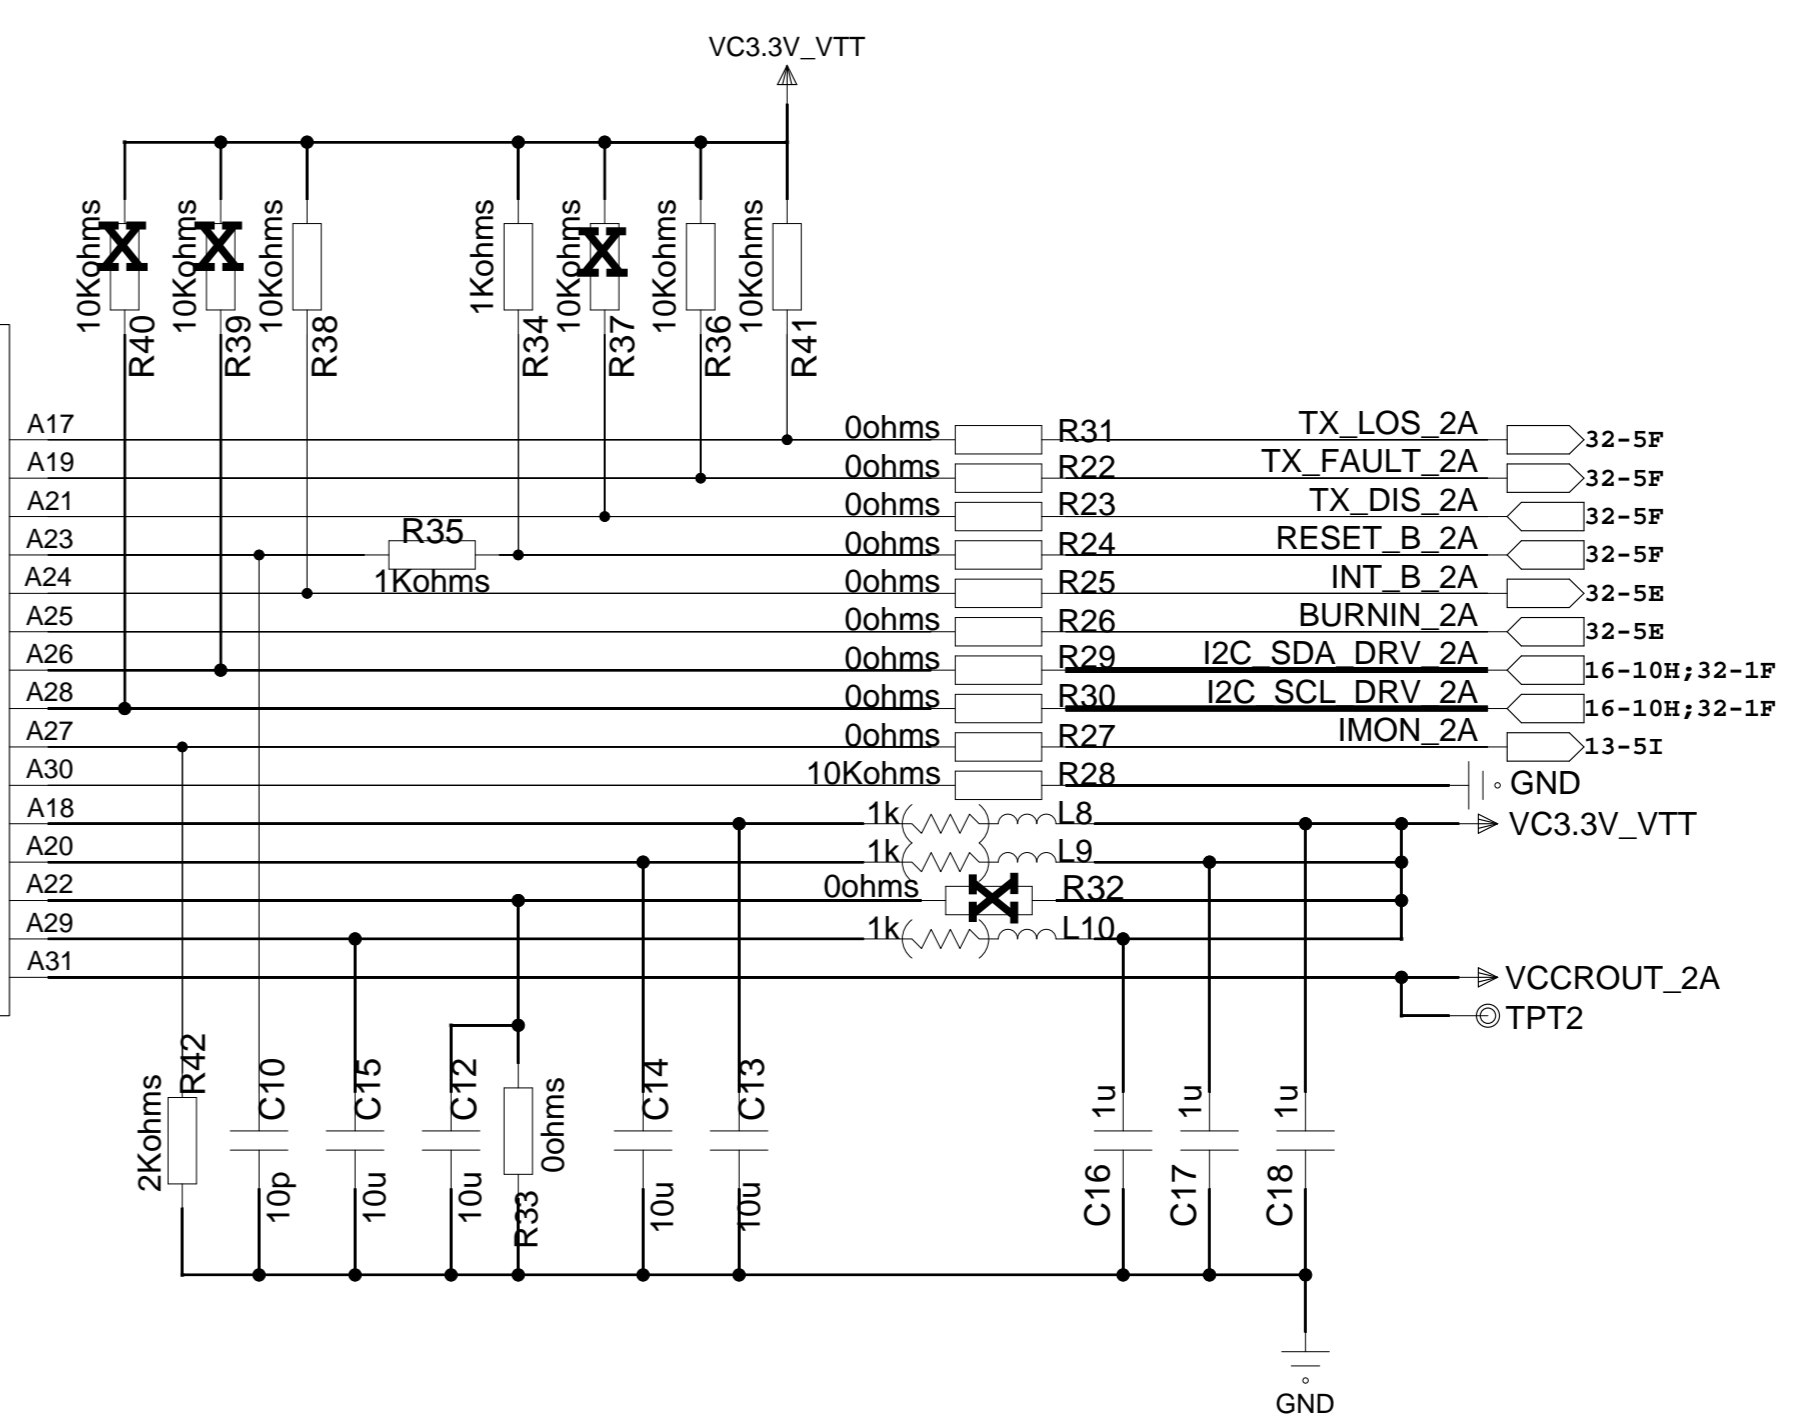 VC3.3V_VTT
10Kohms
R40
10Kohms
R39
10Kohms
R38
1Kohms
R34
10Kohms
R37
10Kohms
R36
10Kohms
R41
A17 0ohms R31 TX_LOS_2A 32-5F
A19 0ohms R22 TX_FAULT_2A 32-5F
A21 0ohms R23 TX_DIS_2A 32-5F
A23 R35 1Kohms 0ohms R24 RESET_B_2A 32-5F
A24 0ohms R25 INT_B_2A 32-5E
A25 0ohms R26 BURNIN_2A 32-5E
A26 0ohms R29 I2C_SDA_DRV_2A 16-10H;32-1F
A28 0ohms R30 I2C_SCL_DRV_2A 16-10H;32-1F
A27 0ohms R27 IMON_2A 13-5I
A30 10Kohms R28 GND
A18 1k L8 VC3.3V_VTT
A20 1k L9
A22 0ohms R32
A29 1k L10
A31 VCCROUT_2A
TPT2
2Kohms
R42
C10
10p
C15
10u
C12
10u
R33
0ohms
C14
10u
C13
10u
1u
C16
1u
C17
1u
C18
GND